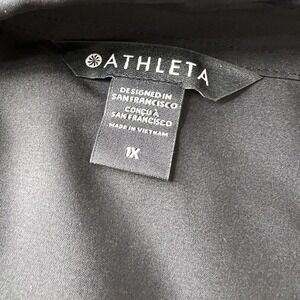 ATHLETA
DESIGNED IN
SAN FRANCISCO
CONÇU À
SAN FRANCISCO
MADE IN VIETNAM
1X